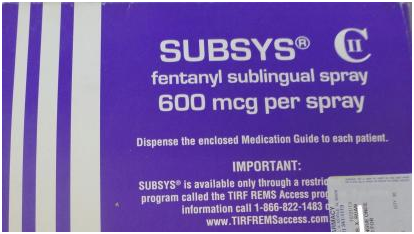 SUBSYS® CII
fentanyl sublingual spray
600 mcg per spray
Dispense the enclosed Medication Guide to each patient.
IMPORTANT:
SUBSYS® is available only through a
program called the TIRF REMS Access
information call 1-866-822-1483
www.TIRFREMSaccess.com